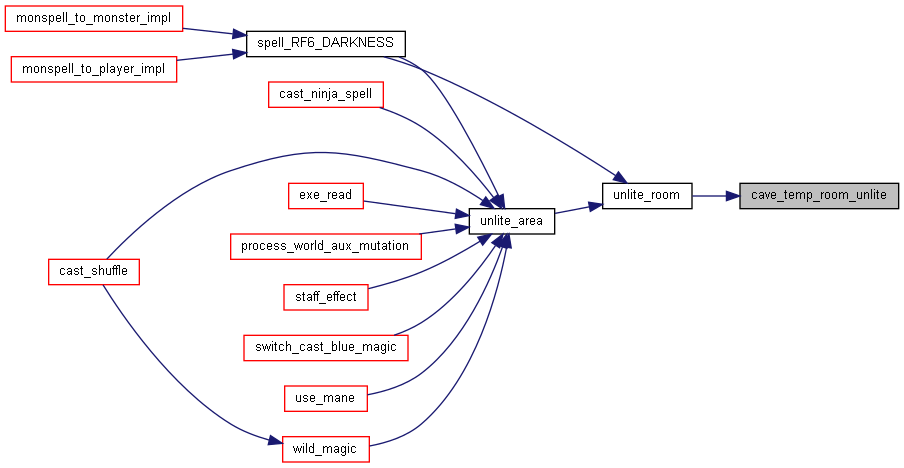 monspell_to_monster_impl
spell_RF6_DARKNESS
monspell_to_player_impl
cast_ninja_spell
exe_read
unlite_room
cave_temp_room_unlite
unlite_area
process_world_aux_mutation
cast_shuffle
staff_effect
switch_cast_blue_magic
use_mane
wild_magic